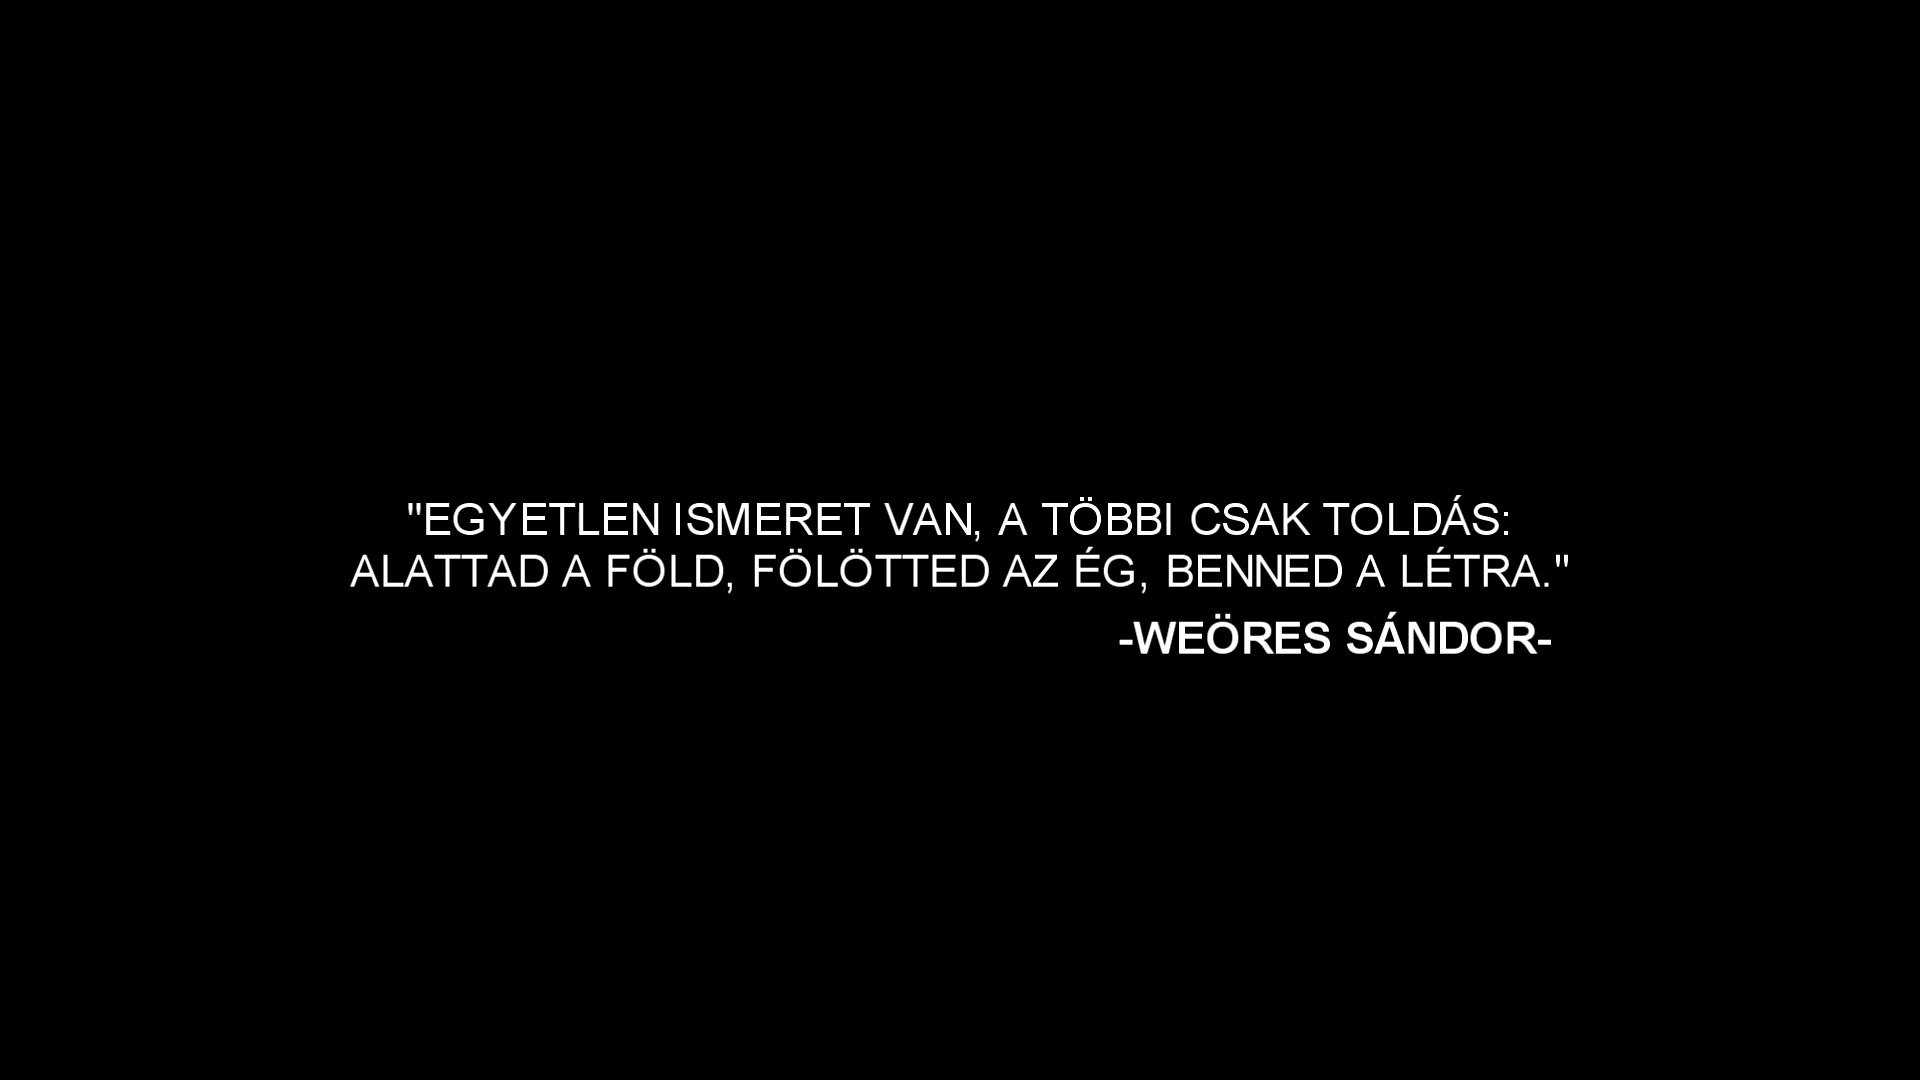 "EGYETLEN ISMERET VAN, A TÖBBI CSAK TOLDÁS:
ALATTAD A FÖLD, FÖLÖTTED AZ ÉG, BENNED A LÉTRA."
-WEÖRES SÁNDOR-